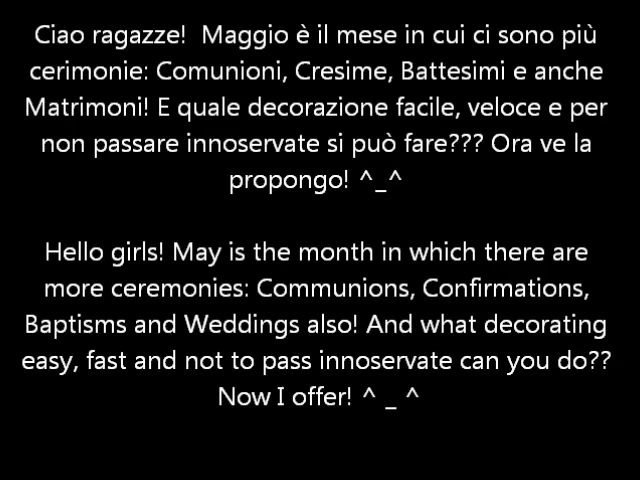 Ciao ragazze!  Maggio è il mese in cui ci sono più
cerimonie: Comunioni, Cresime, Battesimi e anche
Matrimoni! E quale decorazione facile, veloce e per
non passare innoservate si può fare??? Ora ve la
propongo! ^_^
Hello girls! May is the month in which there are
more ceremonies: Communions, Confirmations,
Baptisms and Weddings also! And what decorating
easy, fast and not to pass innoservate can you do??
Now I offer! ^ _ ^